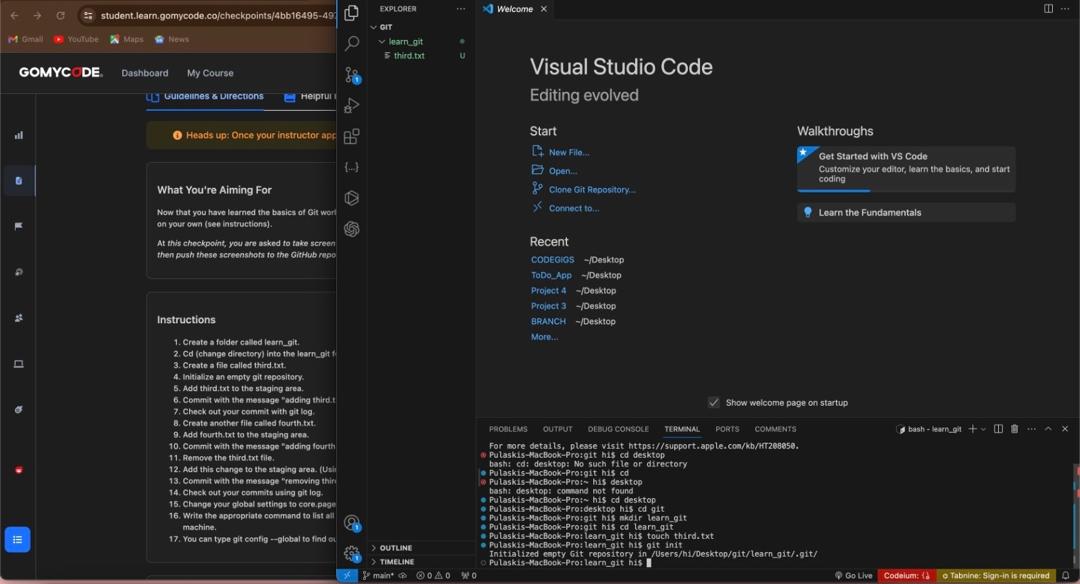 student.learn.gomycode.co/checkpoints/4bb16495-497
Gmail YouTube Maps News
GOMYCODE. Dashboard My Course
Guidelines & Directions Helpful
Heads up: Once your instructor app
What You're Aiming For
Now that you have learned the basics of Git wor
on your own (see instructions).
At this checkpoint, you are asked to take screen
then push these screenshots to the GitHub repo
Instructions
1. Create a folder called learn_git.
2. Cd (change directory) into the learn_git f
3. Create a file called third.txt.
4. Initialize an empty git repository.
5. Add third.txt to the staging area.
6. Commit with the message "adding third.t
7. Check out your commit with git log.
8. Create another file called fourth.txt.
9. Add fourth.txt to the staging area.
10. Commit with the message "adding fourth
11. Remove the third.txt file.
12. Add this change to the staging area. (Usin
13. Commit with the message "removing thir
14. Check out your commits using git log.
15. Change your global settings to core.page
16. Write the appropriate command to list all
machine.
17. You can type git config --global to find ou
EXPLORER ...
GIT
learn_git
third.txt U
OUTLINE
TIMELINE
Welcome
Visual Studio Code
Editing evolved
Start
New File...
Open...
Clone Git Repository...
Connect to...
Recent
CODEGIGS ~/Desktop
ToDo_App ~/Desktop
Project 4 ~/Desktop
Project 3 ~/Desktop
BRANCH ~/Desktop
More...
Walkthroughs
Get Started with VS Code
Customize your editor, learn the basics, and start
coding
Learn the Fundamentals
Show welcome page on startup
PROBLEMS OUTPUT DEBUG CONSOLE TERMINAL PORTS COMMENTS bash - learn_git
For more details, please visit https://support.apple.com/kb/HT208050.
Pulaskis-MacBook-Pro:git hi$ cd desktop
bash: cd: desktop: No such file or directory
Pulaskis-MacBook-Pro:git hi$ cd
Pulaskis-MacBook-Pro:~ hi$ desktop
bash: desktop: command not found
Pulaskis-MacBook-Pro:~ hi$ cd desktop
Pulaskis-MacBook-Pro:desktop hi$ cd git
Pulaskis-MacBook-Pro:git hi$ mkdir learn_git
Pulaskis-MacBook-Pro:git hi$ cd learn_git
Pulaskis-MacBook-Pro:learn_git hi$ touch third.txt
Pulaskis-MacBook-Pro:learn_git hi$ git init
Initialized empty Git repository in /Users/hi/Desktop/git/learn_git/.git/
Pulaskis-MacBook-Pro:learn_git hi$
main* 0 0 0 Go Live Codeium: {..} Tabnine: Sign-in is required